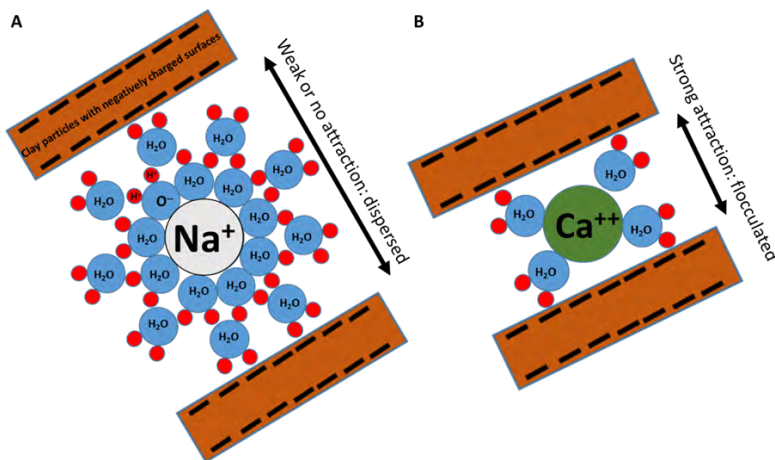 A
Clay particles with negatively charged surfaces
Weak or no attraction: dispersed
H₂O
H₂O
H₂O
H⁺
H⁺
O⁻
H₂O
H₂O
H₂O
H₂O
H₂O
Na⁺
H₂O
H₂O
H₂O
H₂O
H₂O
H₂O
H₂O
H₂O
H₂O
H₂O
B
Strong attraction: flocculated
H₂O
H₂O
Ca⁺⁺
H₂O
H₂O